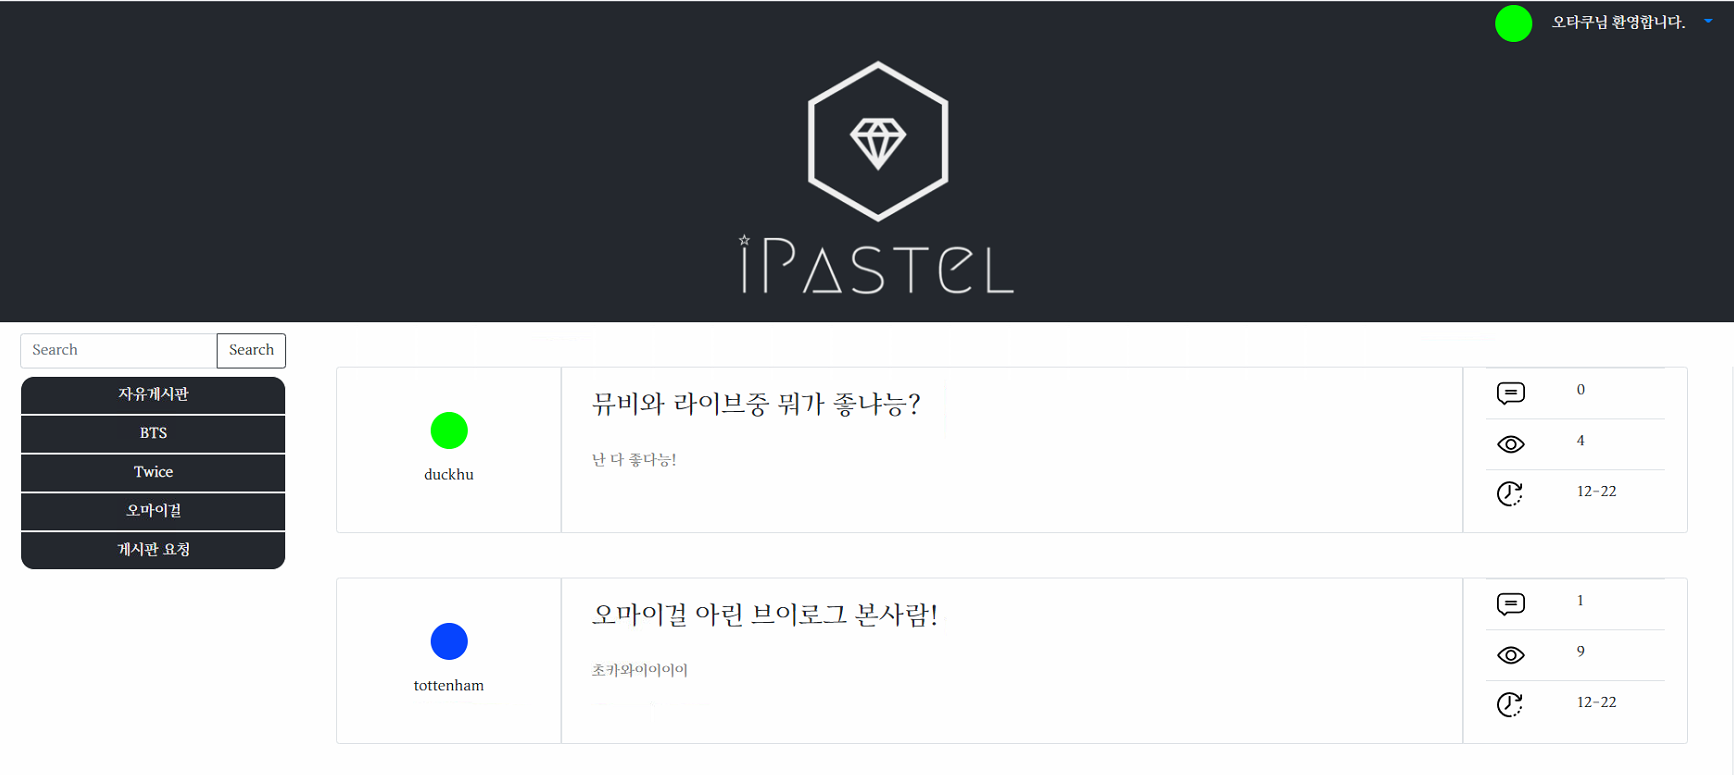 오타쿠님 환영합니다.
iPASTEL
Search Search
자유게시판
BTS
Twice
오마이걸
게시판 요청
뮤비와 라이브중 뭐가 좋냐능?
난 다 좋다능!
duckhu
0
4
12-22
오마이걸 아린 브이로그 본사람!
초카와이이이이
tottenham
1
9
12-22